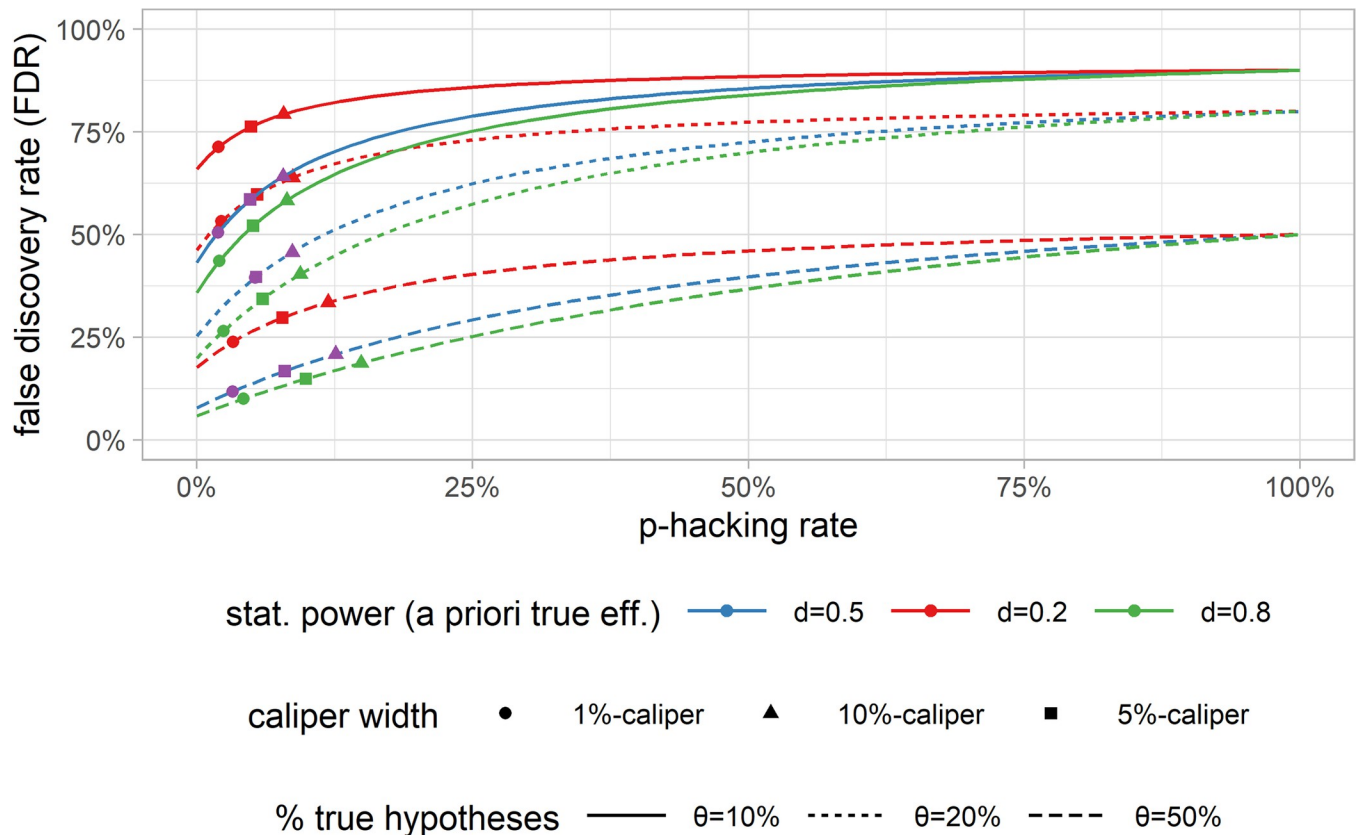 false discovery rate (FDR)
100%
75%
50%
25%
0%
0% 25% 50% 75% 100%
p-hacking rate
stat. power (a priori true eff.) d=0.5 d=0.2 d=0.8
caliper width 1%-caliper 10%-caliper 5%-caliper
% true hypotheses θ=10% θ=20% θ=50%